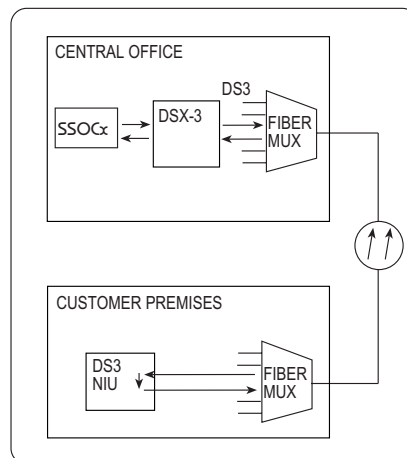 CENTRAL OFFICE
DS3
SSOCx
DSX-3
FIBER
MUX
CUSTOMER PREMISES
DS3
NIU
FIBER
MUX